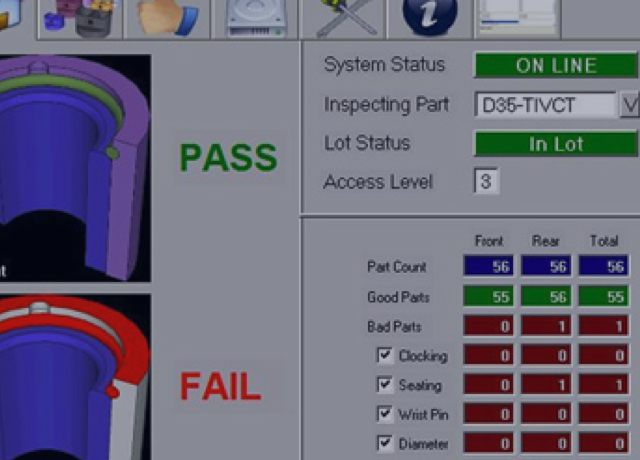 System Status ON LINE
Inspecting Part D35-TIVCT
Lot Status In Lot
Access Level 3
PASS
FAIL
Front Rear Total
Part Count 56 56 56
Good Parts 55 56 55
Bad Parts 0 1 1
Clocking 0 0 0
Seating 0 1 1
Wrist Pin 0 0 0
Diameter 0 0 0